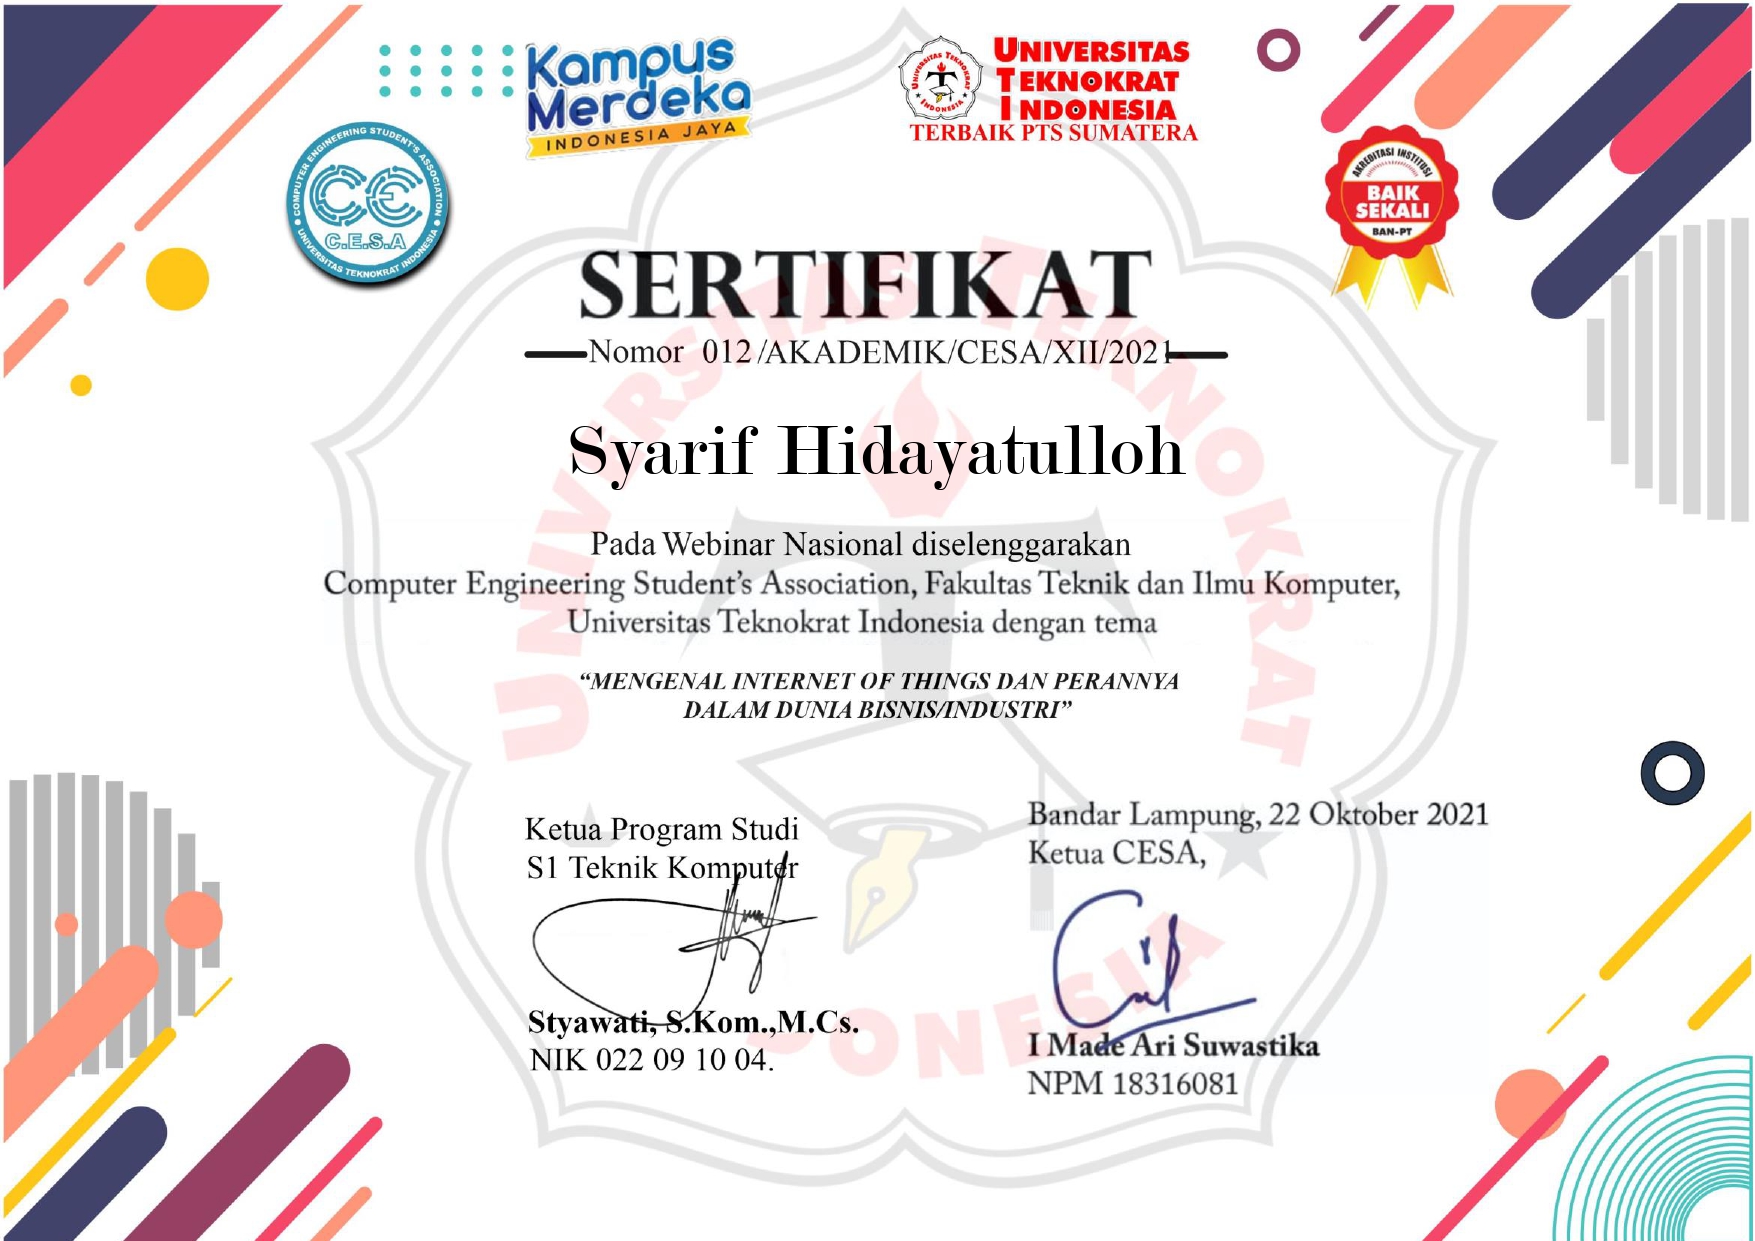 Kampus
Merdeka
INDONESIA JAYA
UNIVERSITAS
TEKNOKRAT
INDONESIA
TERBAIK PTS SUMATERA
UNIVERSITAS TEKNOKRAT
INDONESIA
COMPUTER ENGINEERING STUDENT'S ASSOCIATION
C.E.S.A
UNIVERSITAS TEKNOKRAT INDONESIA
AKREDITASI INSTITUSI
BAIK
SEKALI
BAN-PT
SERTIFIKAT
Nomor 012/AKADEMIK/CESA/XII/2021
Syarif Hidayatulloh
Pada Webinar Nasional diselenggarakan
Computer Engineering Student's Association, Fakultas Teknik dan Ilmu Komputer,
Universitas Teknokrat Indonesia dengan tema
“MENGENAL INTERNET OF THINGS DAN PERANNYA
DALAM DUNIA BISNIS/INDUSTRI”
Ketua Program Studi
S1 Teknik Komputer
Styawati, S.Kom.,M.Cs.
NIK 022 09 10 04.
Bandar Lampung, 22 Oktober 2021
Ketua CESA,
I Made Ari Suwastika
NPM 18316081
UNIVERSITAS TEKNOKRAT
ONESIA